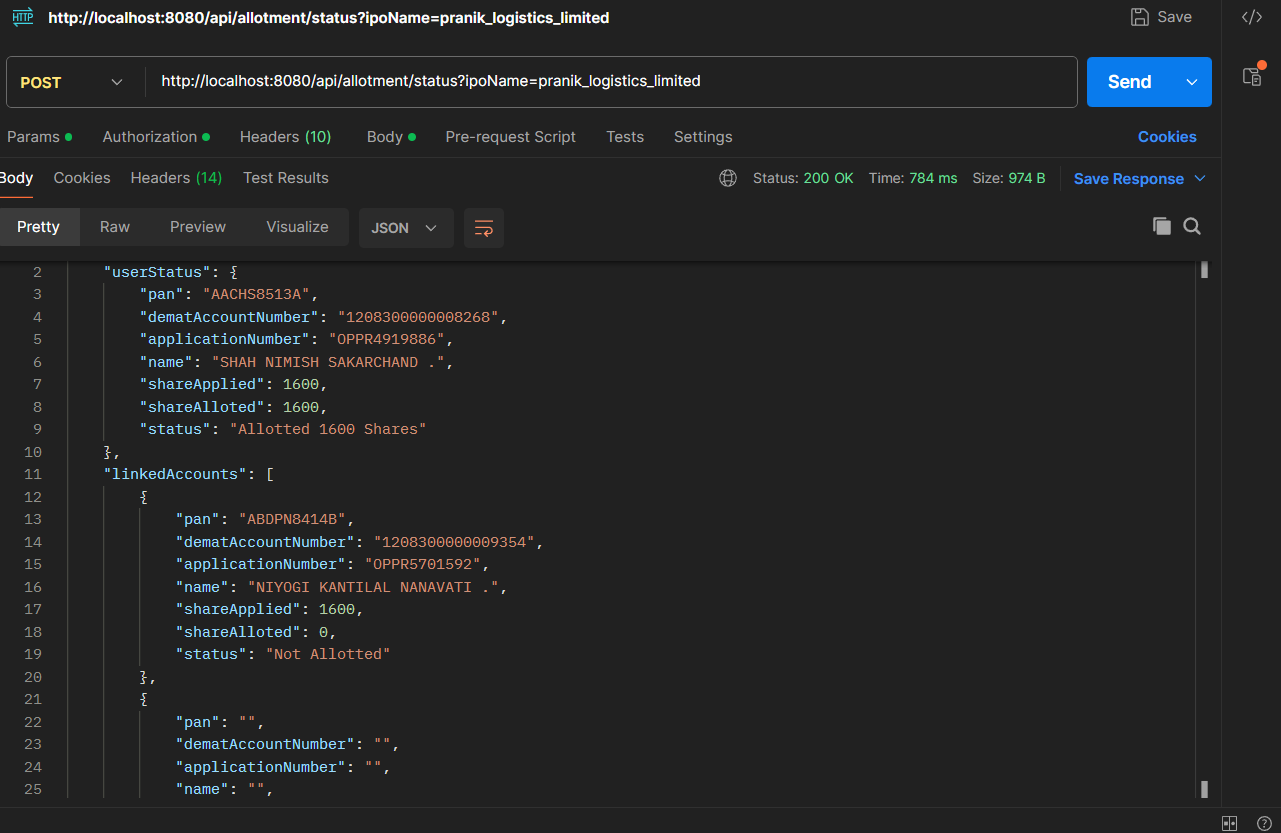 HTTP http://localhost:8080/api/allotment/status?ipoName=pranik_logistics_limited Save
POST http://localhost:8080/api/allotment/status?ipoName=pranik_logistics_limited Send
Params Authorization Headers (10) Body Pre-request Script Tests Settings Cookies
Body Cookies Headers (14) Test Results Status: 200 OK Time: 784 ms Size: 974 B Save Response
Pretty Raw Preview Visualize JSON
2 "userStatus": {
3 "pan": "AACHS8513A",
4 "dematAccountNumber": "1208300000008268",
5 "applicationNumber": "OPPR4919886",
6 "name": "SHAH NIMISH SAKARCHAND .",
7 "shareApplied": 1600,
8 "shareAlloted": 1600,
9 "status": "Allotted 1600 Shares"
10 },
11 "linkedAccounts": [
12 {
13 "pan": "ABDPN8414B",
14 "dematAccountNumber": "1208300000009354",
15 "applicationNumber": "OPPR5701592",
16 "name": "NIYOGI KANTILAL NANAVATI .",
17 "shareApplied": 1600,
18 "shareAlloted": 0,
19 "status": "Not Allotted"
20 },
21 {
22 "pan": "",
23 "dematAccountNumber": "",
24 "applicationNumber": "",
25 "name": "",